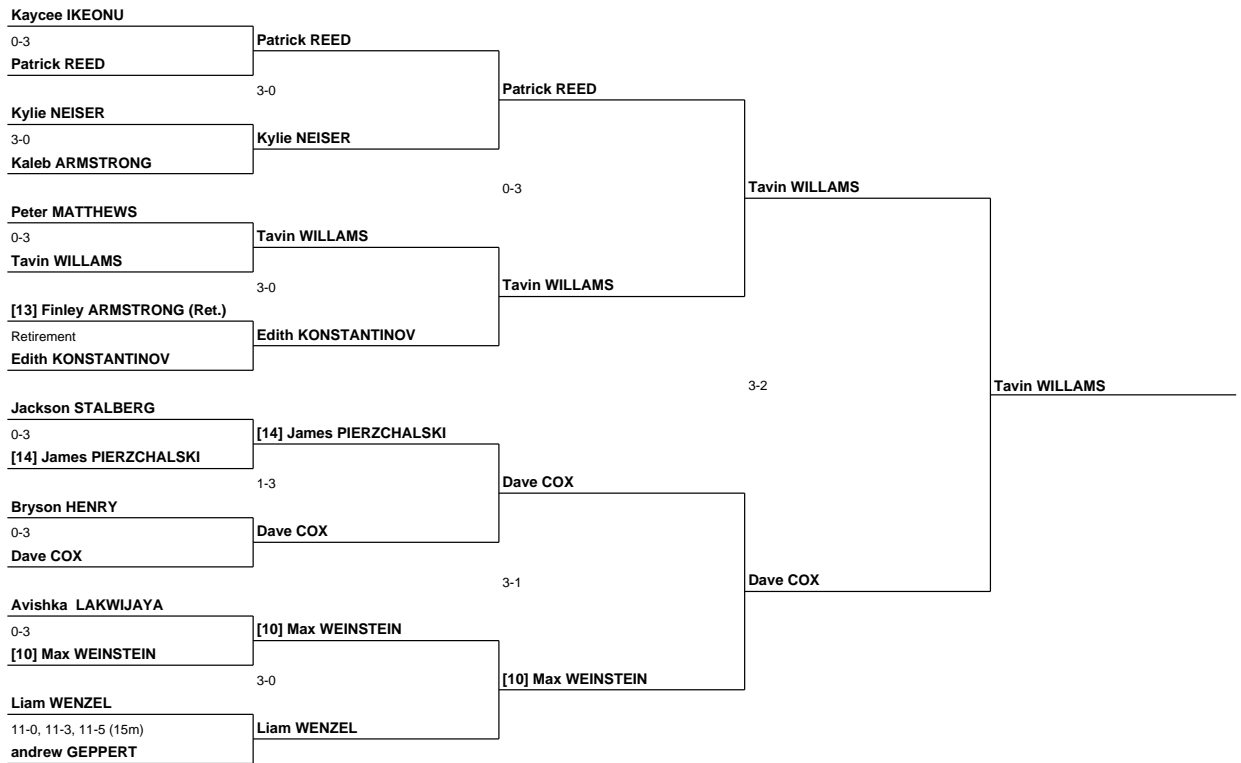 Kaycee IKEONU
0-3
Patrick REED
Kylie NEISER
3-0
Kaleb ARMSTRONG
Peter MATTHEWS
0-3
Tavin WILLAMS
[13] Finley ARMSTRONG (Ret.)
Retirement
Edith KONSTANTINOV
Jackson STALBERG
0-3
[14] James PIERZCHALSKI
Bryson HENRY
0-3
Dave COX
Avishka  LAKWIJAYA
0-3
[10] Max WEINSTEIN
Liam WENZEL
11-0, 11-3, 11-5 (15m)
andrew GEPPERT
Patrick REED
3-0
Kylie NEISER
Tavin WILLAMS
3-0
Edith KONSTANTINOV
[14] James PIERZCHALSKI
1-3
Dave COX
[10] Max WEINSTEIN
3-0
Liam WENZEL
Patrick REED
0-3
Tavin WILLAMS
Dave COX
3-1
[10] Max WEINSTEIN
Tavin WILLAMS
3-2
Dave COX
Tavin WILLAMS